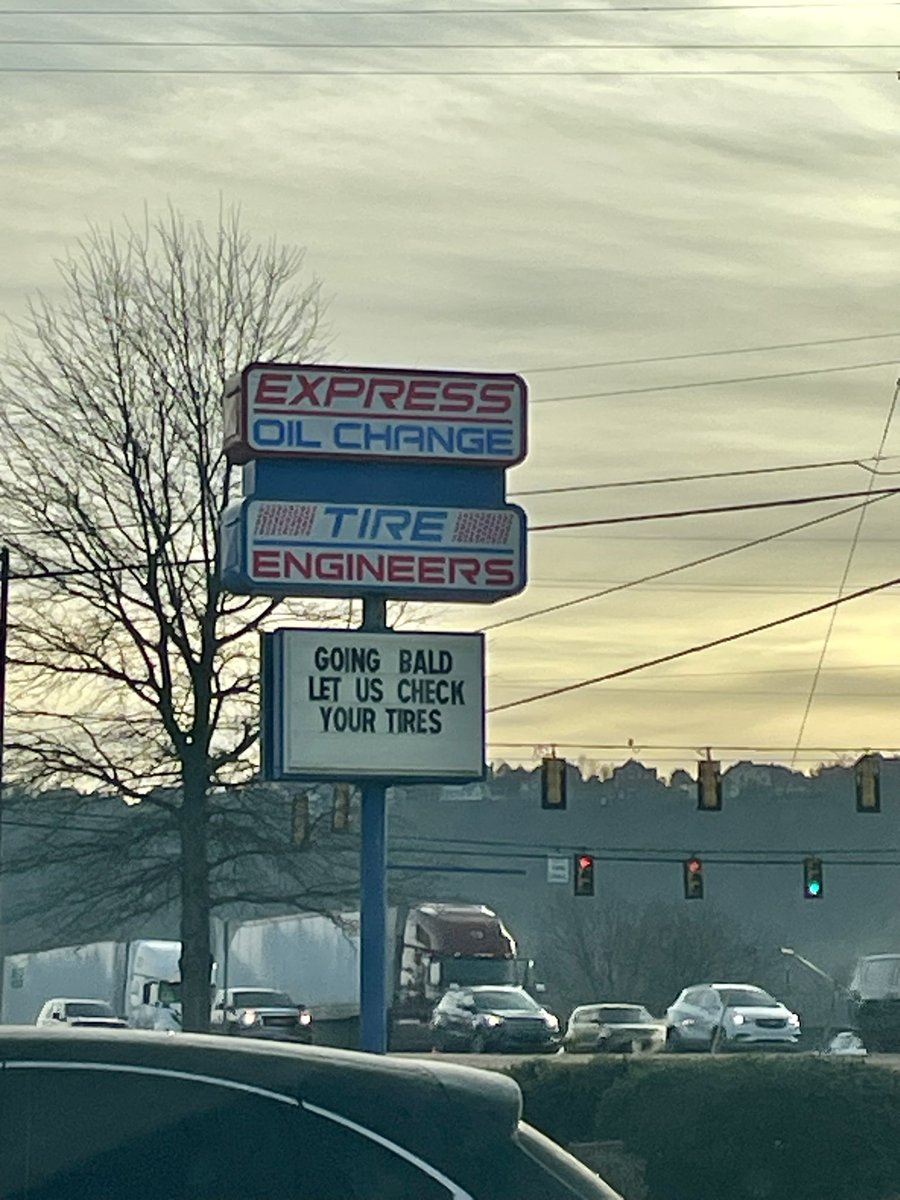 EXPRESS
OIL CHANGE
TIRE
ENGINEERS
GOING BALD
LET US CHECK
YOUR TIRES